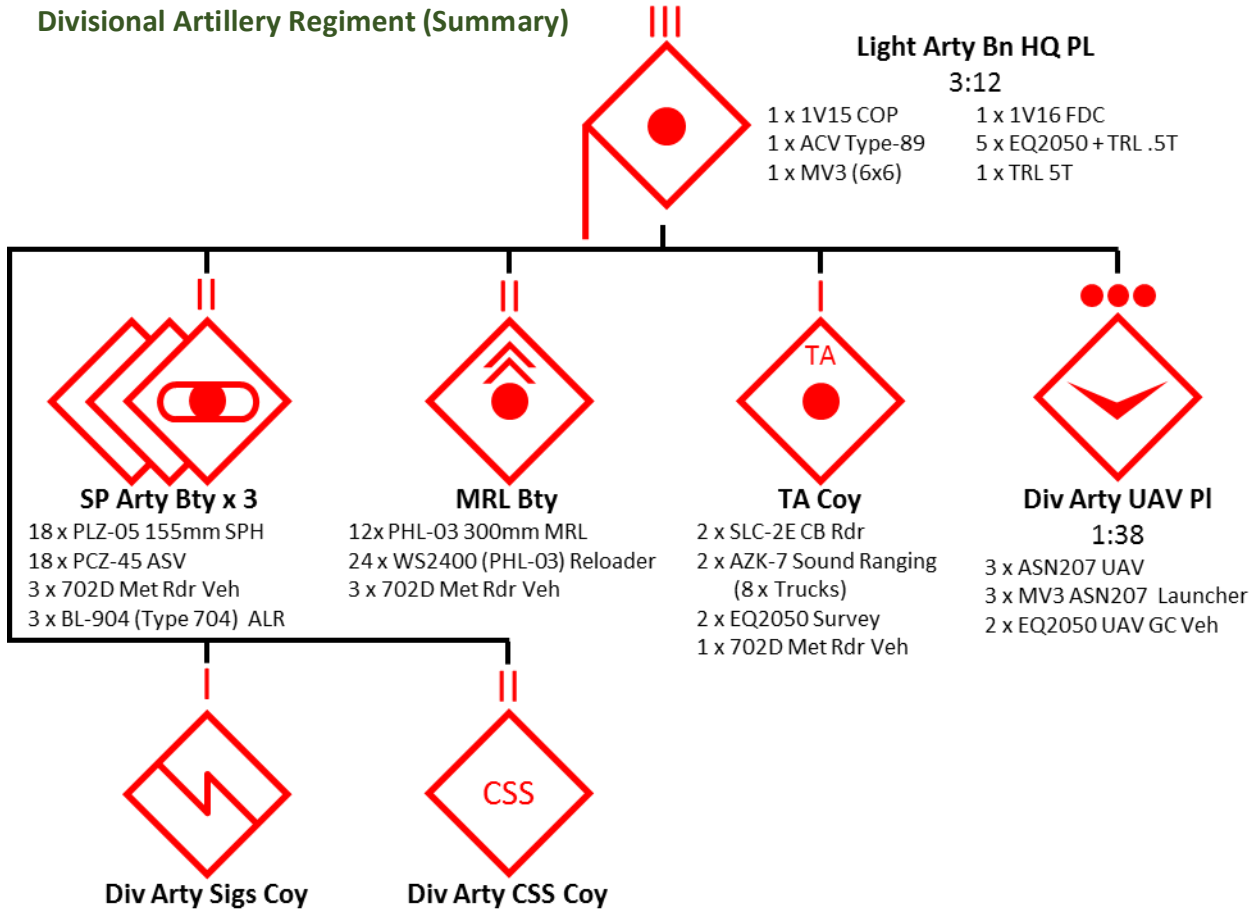 Divisional Artillery Regiment (Summary)
Light Arty Bn HQ PL
3:12
1 x 1V15 COP
1 x ACV Type-89
1 x MV3 (6x6)
1 x 1V16 FDC
5 x EQ2050 + TRL .5T
1 x TRL 5T
SP Arty Bty x 3
18 x PLZ-05 155mm SPH
18 x PCZ-45 ASV
3 x 702D Met Rdr Veh
3 x BL-904 (Type 704) ALR
MRL Bty
12x PHL-03 300mm MRL
24 x WS2400 (PHL-03) Reloader
3 x 702D Met Rdr Veh
TA
TA Coy
2 x SLC-2E CB Rdr
2 x AZK-7 Sound Ranging
(8 x Trucks)
2 x EQ2050 Survey
1 x 702D Met Rdr Veh
Div Arty UAV Pl
1:38
3 x ASN207 UAV
3 x MV3 ASN207 Launcher
2 x EQ2050 UAV GC Veh
Div Arty Sigs Coy
CSS
Div Arty CSS Coy